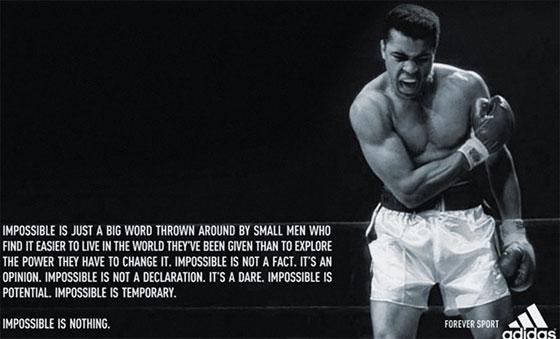 IMPOSSIBLE IS JUST A BIG WORD THROWN AROUND BY SMALL MEN WHO
FIND IT EASIER TO LIVE IN THE WORLD THEY'VE BEEN GIVEN THAN TO EXPLORE
THE POWER THEY HAVE TO CHANGE IT. IMPOSSIBLE IS NOT A FACT. IT'S AN
OPINION. IMPOSSIBLE IS NOT A DECLARATION. IT'S A DARE. IMPOSSIBLE IS
POTENTIAL. IMPOSSIBLE IS TEMPORARY.
IMPOSSIBLE IS NOTHING.
FOREVER SPORT
adidas